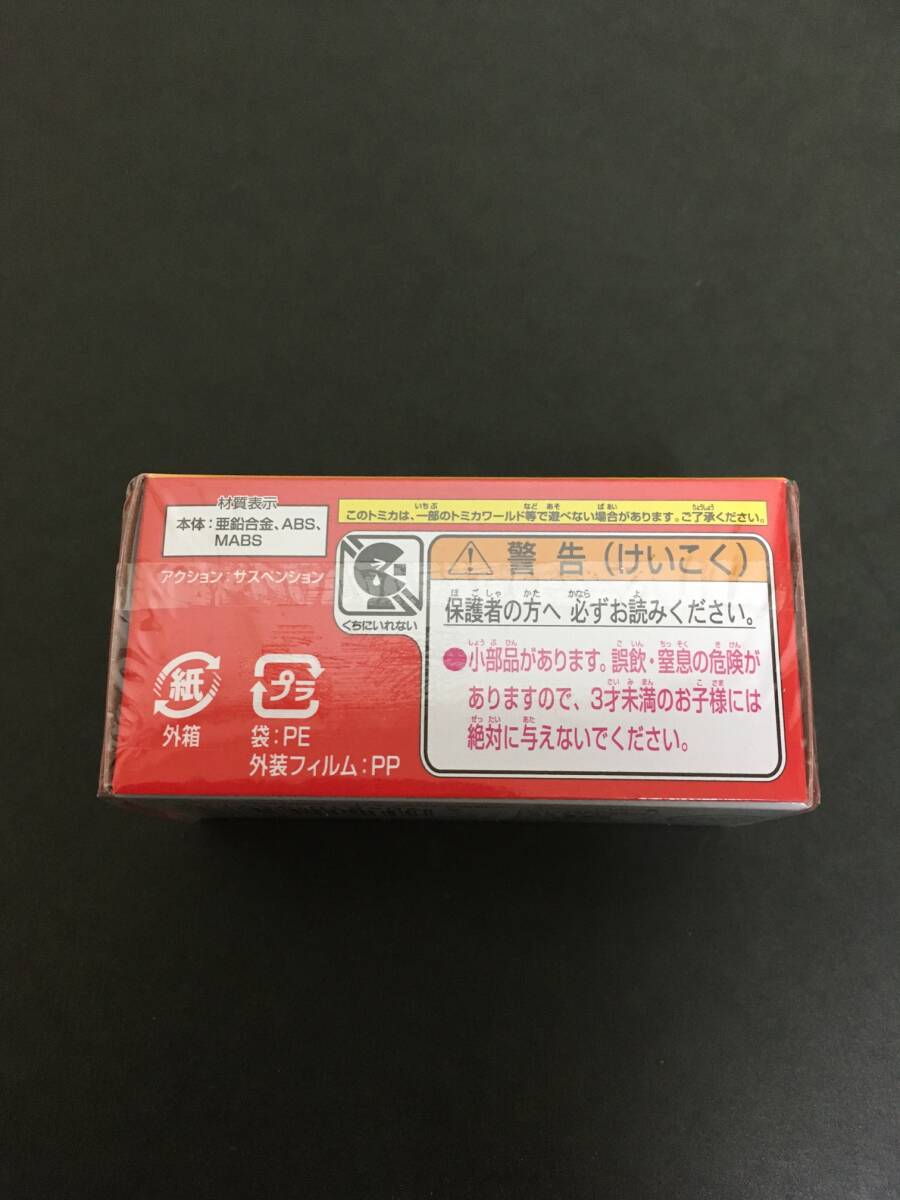 材質表示
本体：亜鉛合金、ABS、
MABS
アクション：サスペンション
紙
外箱
プラ
袋：PE
外装フィルム：PP
このトミカは、一部のトミカワールド等で遊べない場合があります。ご了承ください。
くちにいれない
警告（けいこく）
保護者の方へ 必ずお読みください。
●小部品があります。誤飲・窒息の危険が
ありますので、3才未満のお子様には
絶対に与えないでください。